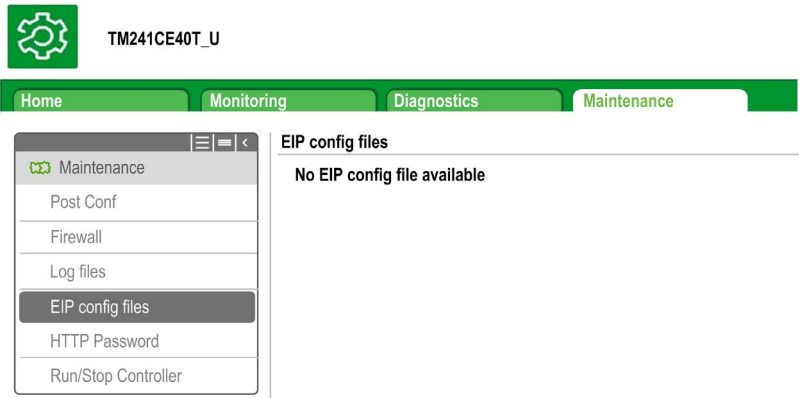 TM241CE40T_U
Home
Monitoring
Diagnostics
Maintenance
Maintenance
Post Conf
Firewall
Log files
EIP config files
HTTP Password
Run/Stop Controller
EIP config files
No EIP config file available